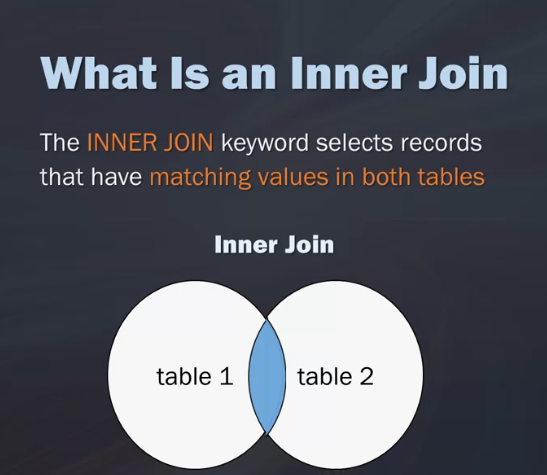 What Is an Inner Join
The INNER JOIN keyword selects records
that have matching values in both tables
Inner Join
table 1 table 2